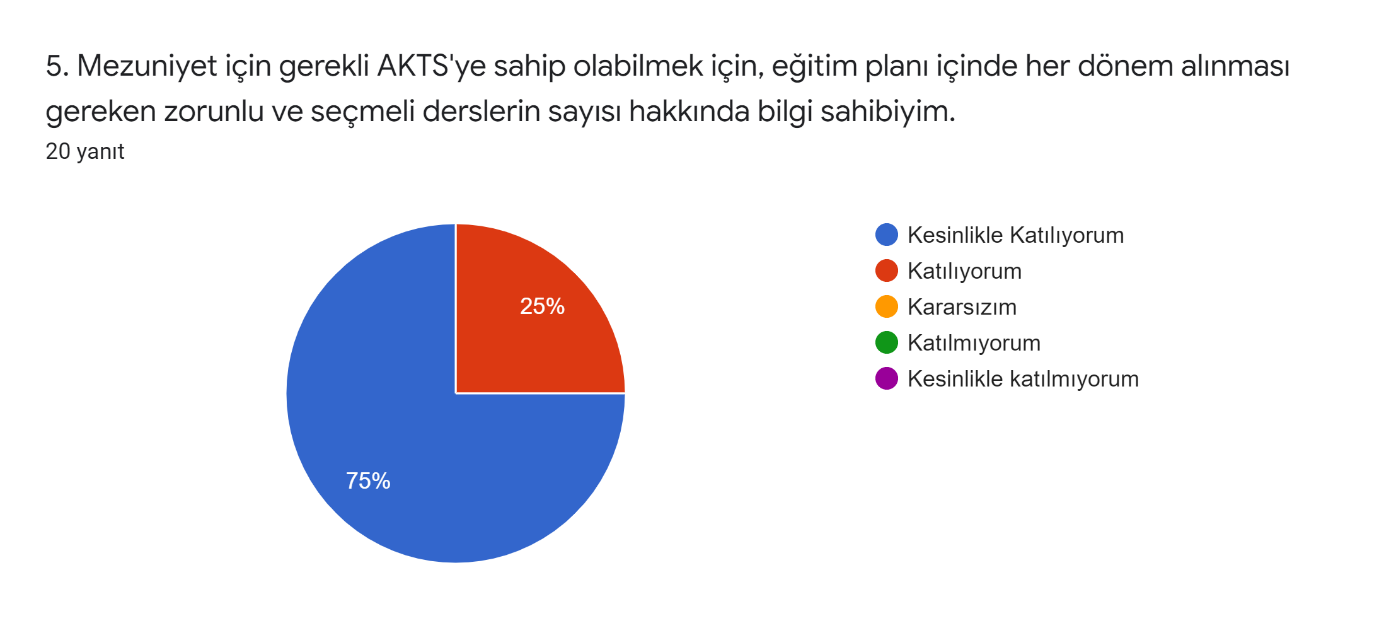 5. Mezuniyet için gerekli AKTS'ye sahip olabilmek için, eğitim planı içinde her dönem alınması
gereken zorunlu ve seçmeli derslerin sayısı hakkında bilgi sahibiyim.
20 yanıt
Kesinlikle Katılıyorum
Katılıyorum
Kararsızım
Katılmıyorum
Kesinlikle katılmıyorum
25%
75%